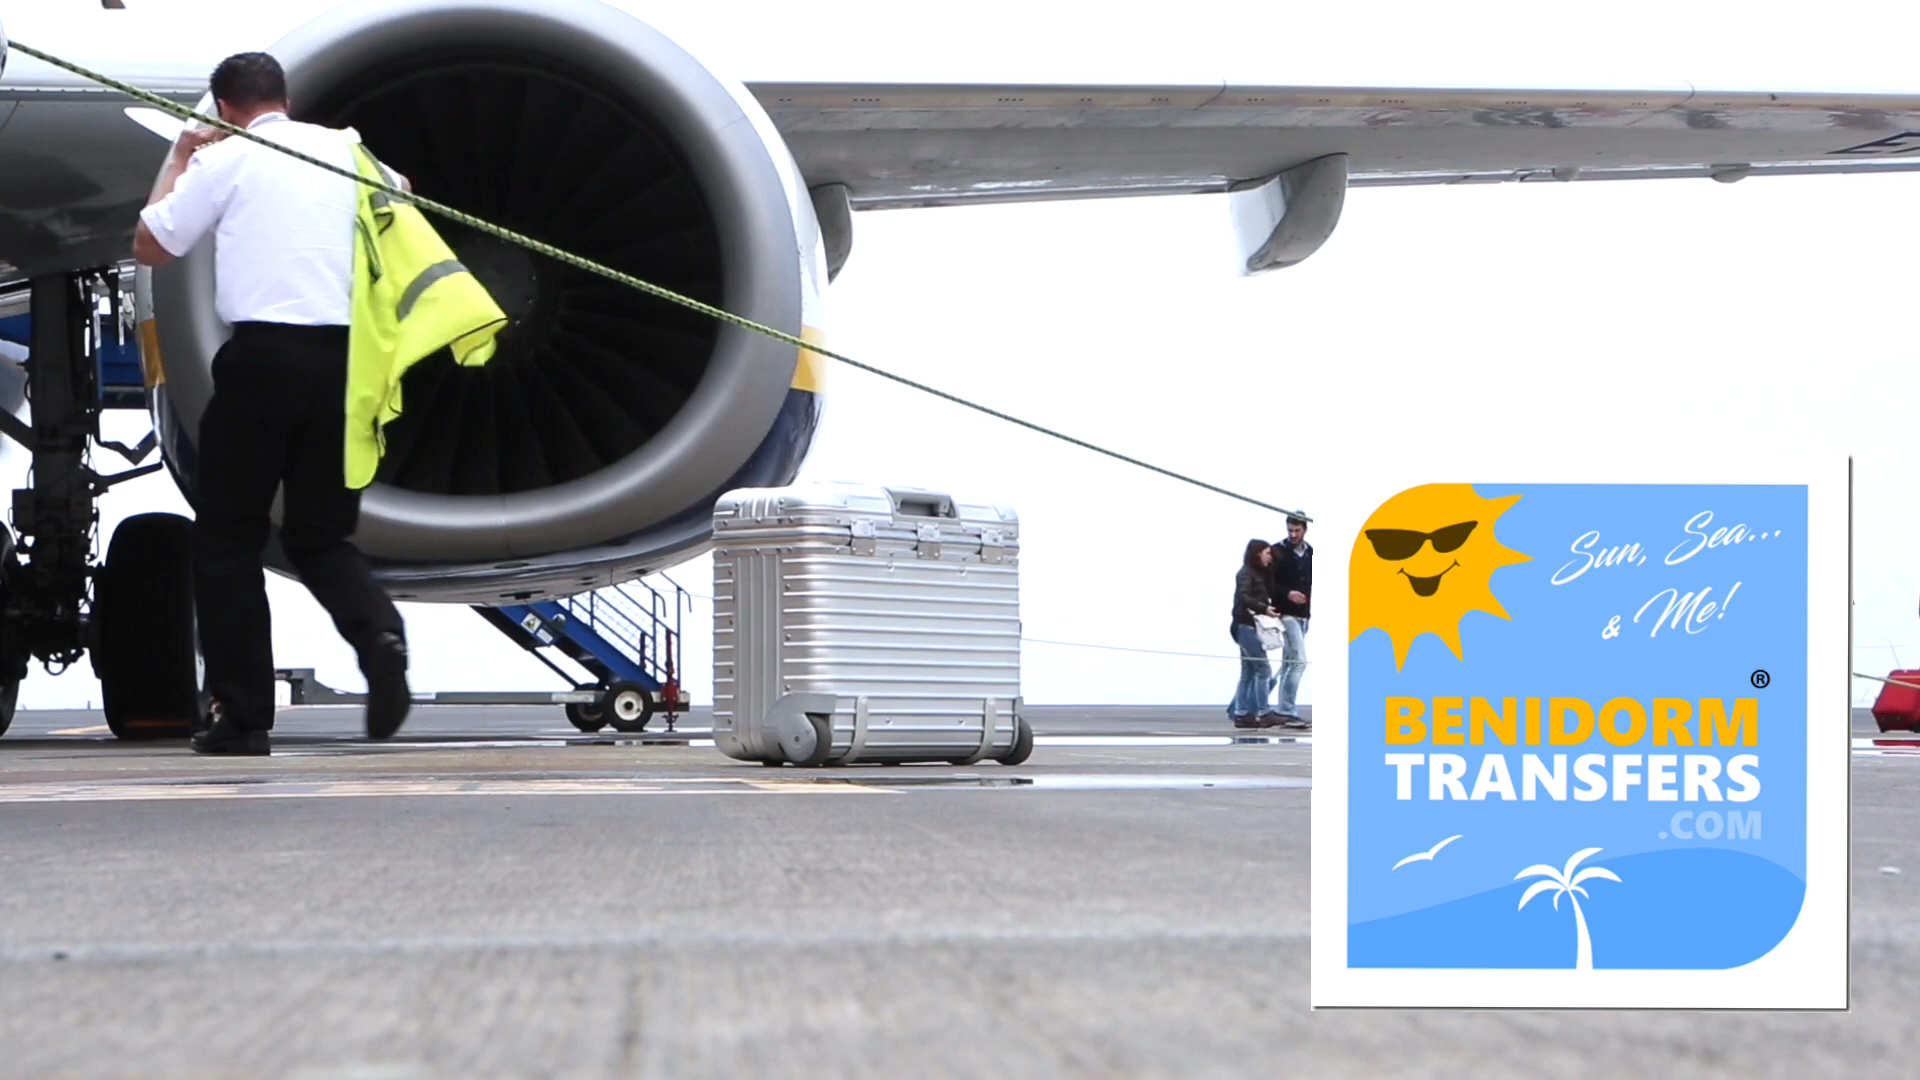 Sun, Sea...
& Me!
®
BENIDORM
TRANSFERS
.COM